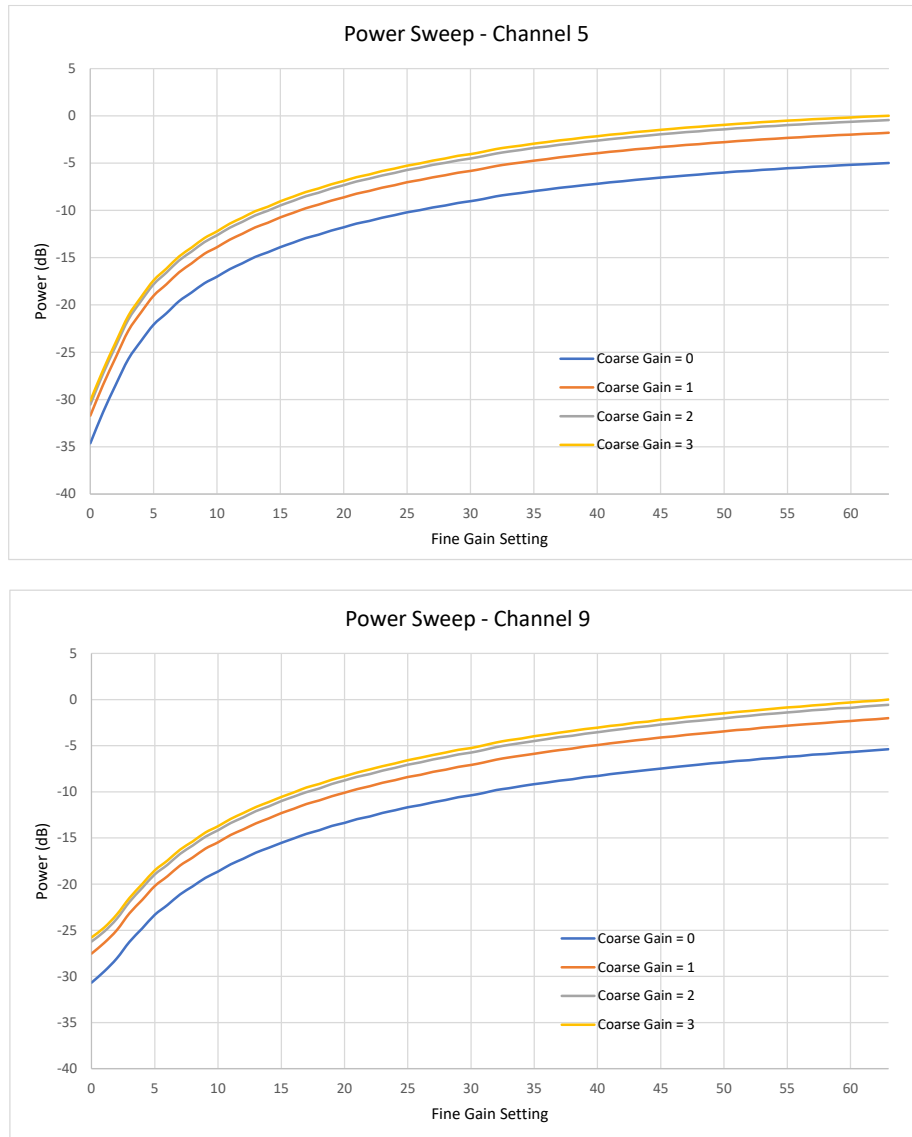 Power Sweep - Channel 5
5
0
-5
-10
-15
-20
-25
-30
-35
-40
Power (dB)
Coarse Gain = 0
Coarse Gain = 1
Coarse Gain = 2
Coarse Gain = 3
0 5 10 15 20 25 30 35 40 45 50 55 60
Fine Gain Setting
Power Sweep - Channel 9
5
0
-5
-10
-15
-20
-25
-30
-35
-40
Power (dB)
Coarse Gain = 0
Coarse Gain = 1
Coarse Gain = 2
Coarse Gain = 3
0 5 10 15 20 25 30 35 40 45 50 55 60
Fine Gain Setting